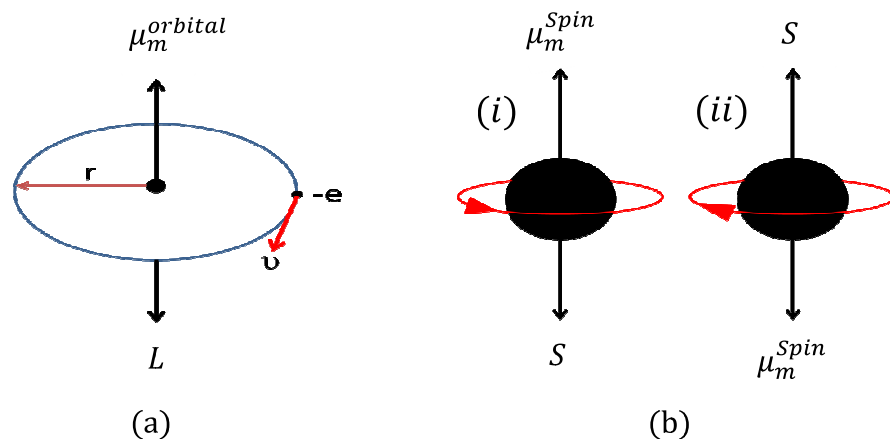 μ_m^{orbital}
r
-e
υ
L
(a)
μ_m^{Spin}
(i)
S
S
(ii)
μ_m^{Spin}
(b)